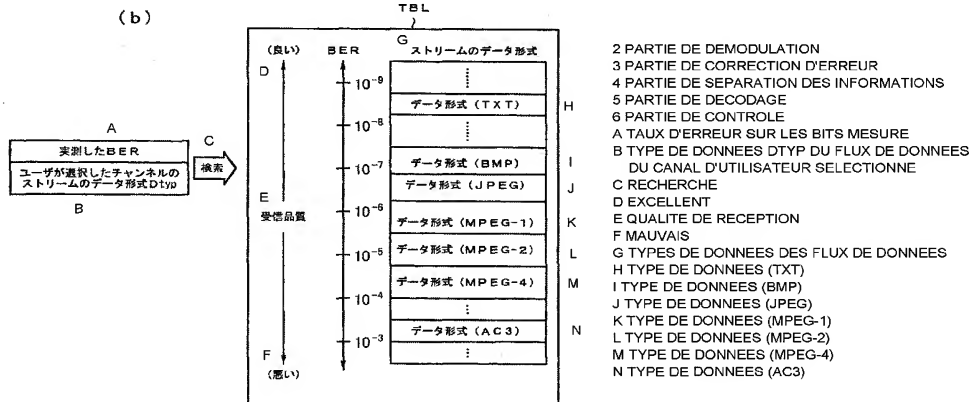 (b)
TBL
G
(良い)
BER
ストリームのデータ形式
D
10-9
データ形式(TXT)
H
10-8
A
実測したBER
ユーザが選択したチャンネルの
ストリームのデータ形式Dtyp
B
C
検索
10-7
データ形式(BMP)
I
データ形式(JPEG)
J
E
受信品質
10-6
データ形式(MPEG-1)
K
10-5
データ形式(MPEG-2)
L
データ形式(MPEG-4)
M
10-4
データ形式(AC3)
N
10-3
F
(悪い)
2 PARTIE DE DEMODULATION
3 PARTIE DE CORRECTION D'ERREUR
4 PARTIE DE SEPARATION DES INFORMATIONS
5 PARTIE DE DECODAGE
6 PARTIE DE CONTROLE
A TAUX D'ERREUR SUR LES BITS MESURE
B TYPE DE DONNEES DTYP DU FLUX DE DONNEES
DU CANAL D'UTILISATEUR SELECTIONNE
C RECHERCHE
D EXCELLENT
E QUALITE DE RECEPTION
F MAUVAIS
G TYPES DE DONNEES DES FLUX DE DONNEES
H TYPE DE DONNEES (TXT)
I TYPE DE DONNEES (BMP)
J TYPE DE DONNEES (JPEG)
K TYPE DE DONNEES (MPEG-1)
L TYPE DE DONNEES (MPEG-2)
M TYPE DE DONNEES (MPEG-4)
N TYPE DE DONNEES (AC3)